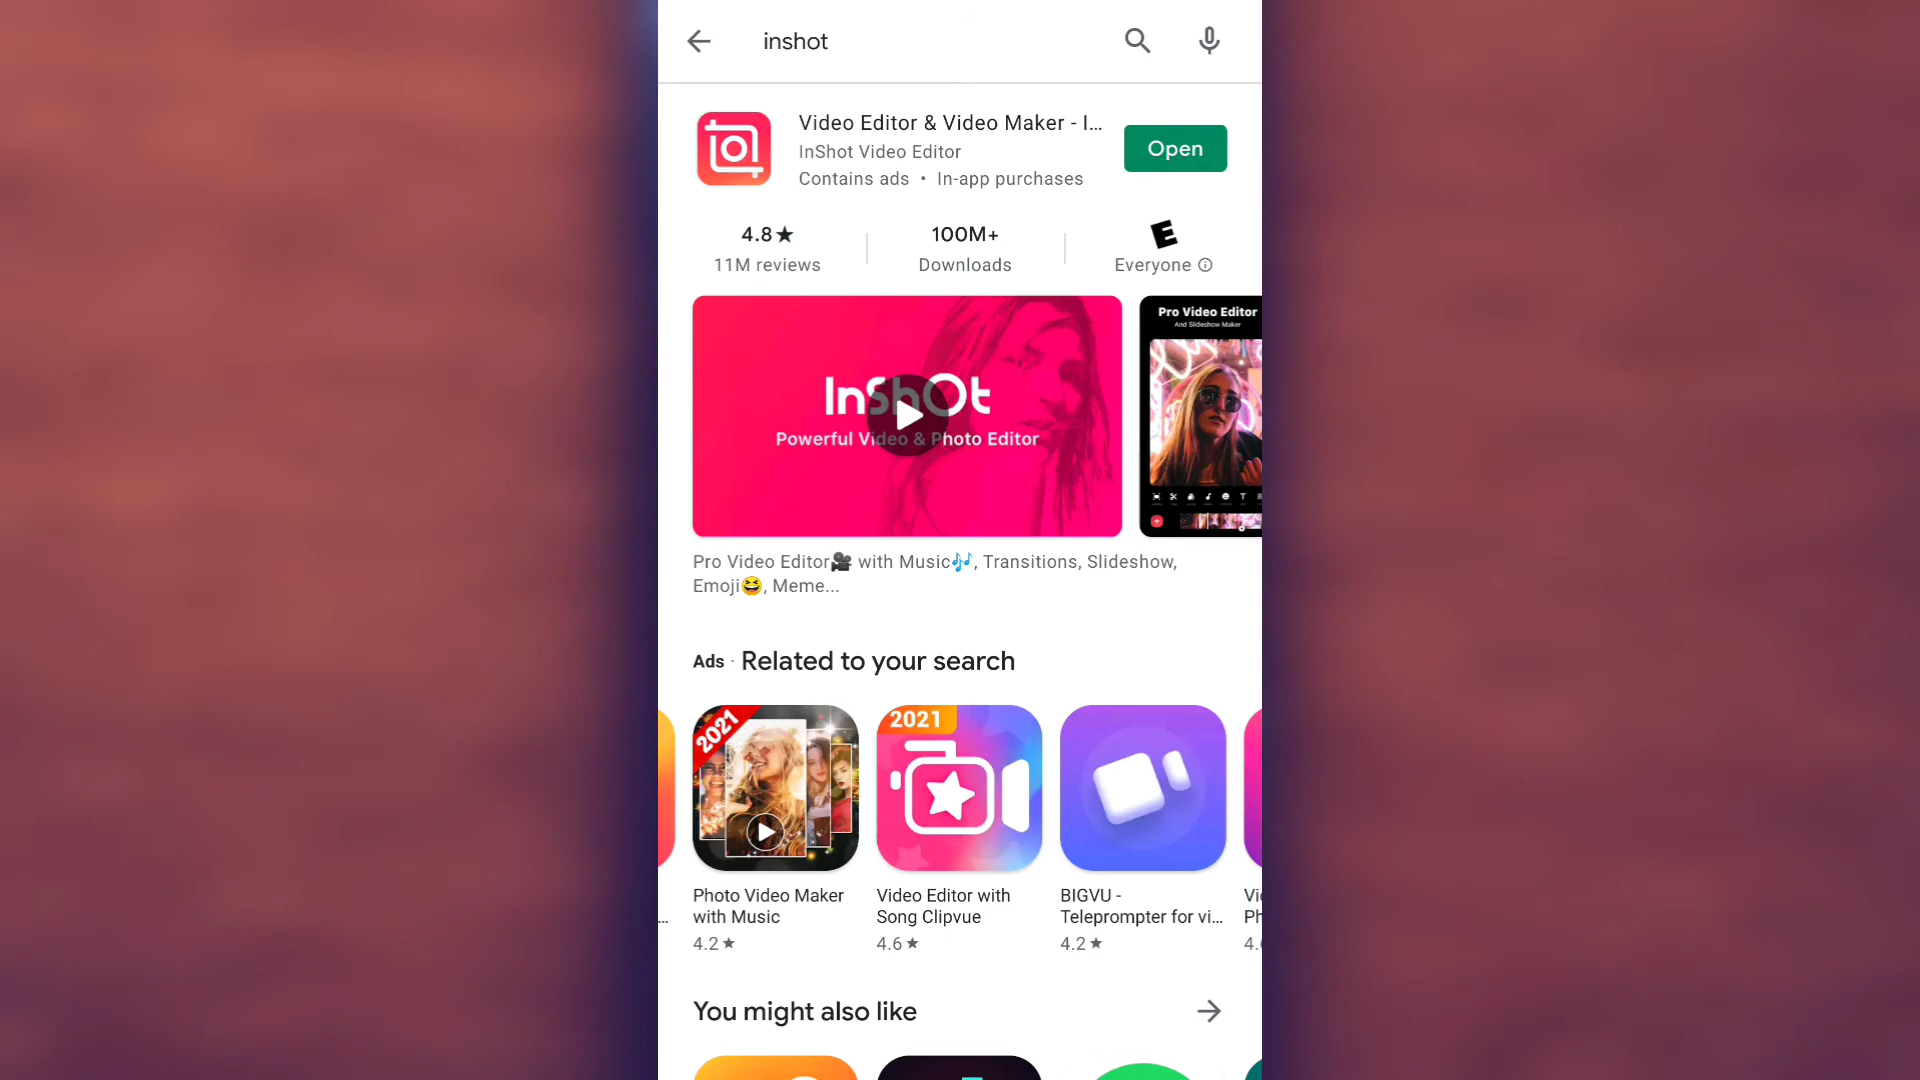 inshot
Video Editor & Video Maker - I...
InShot Video Editor
Contains ads • In-app purchases
Open
4.8★
11M reviews
100M+
Downloads
E
Everyone
InShOt
Powerful Video & Photo Editor
Pro Video Editor
And Slideshow Maker
Pro Video Editor🎥 with Music🎶, Transitions, Slideshow,
Emoji😆, Meme...
Ads · Related to your search
2021
2021
Photo Video Maker
with Music
4.2★
Video Editor with
Song Clipvue
4.6★
BIGVU -
Teleprompter for vi...
4.2★
You might also like